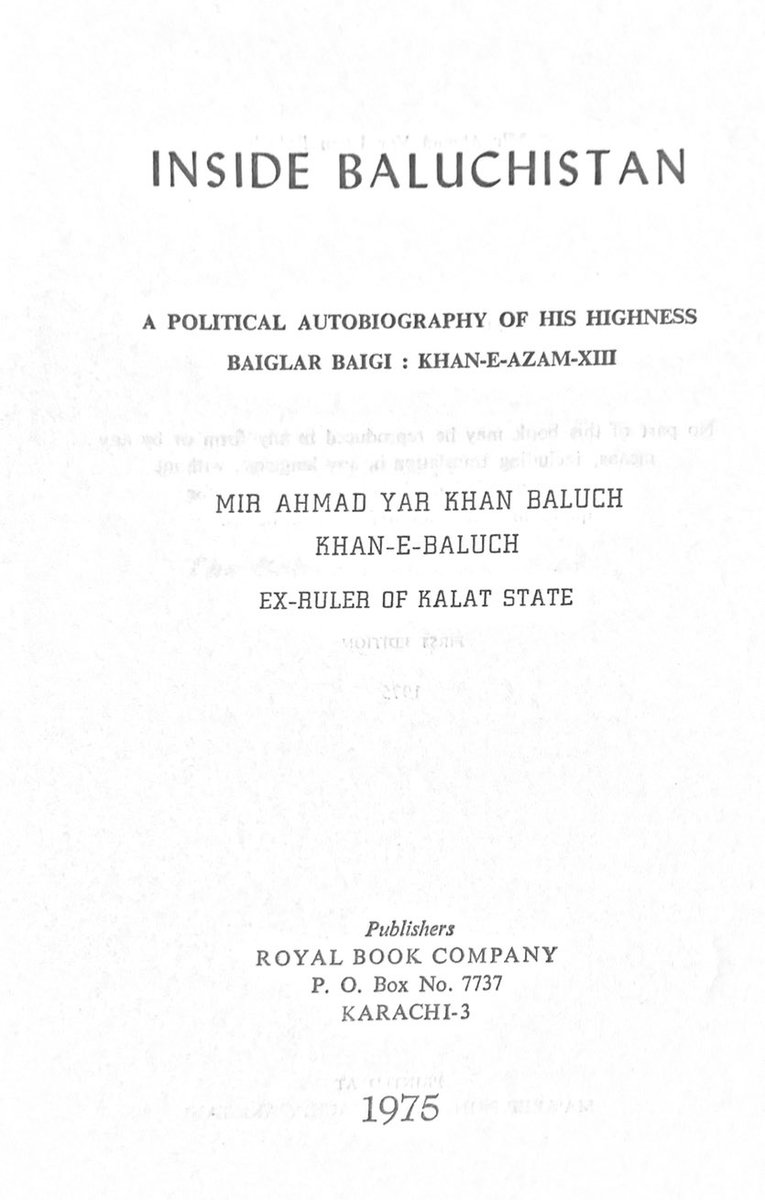 INSIDE BALUCHISTAN
A POLITICAL AUTOBIOGRAPHY OF HIS HIGHNESS
BAIGLAR BAIGI : KHAN-E-AZAM-XIII
MIR AHMAD YAR KHAN BALUCH
KHAN-E-BALUCH
EX-RULER OF KALAT STATE
Publishers
ROYAL BOOK COMPANY
P. O. Box No. 7737
KARACHI-3
1975